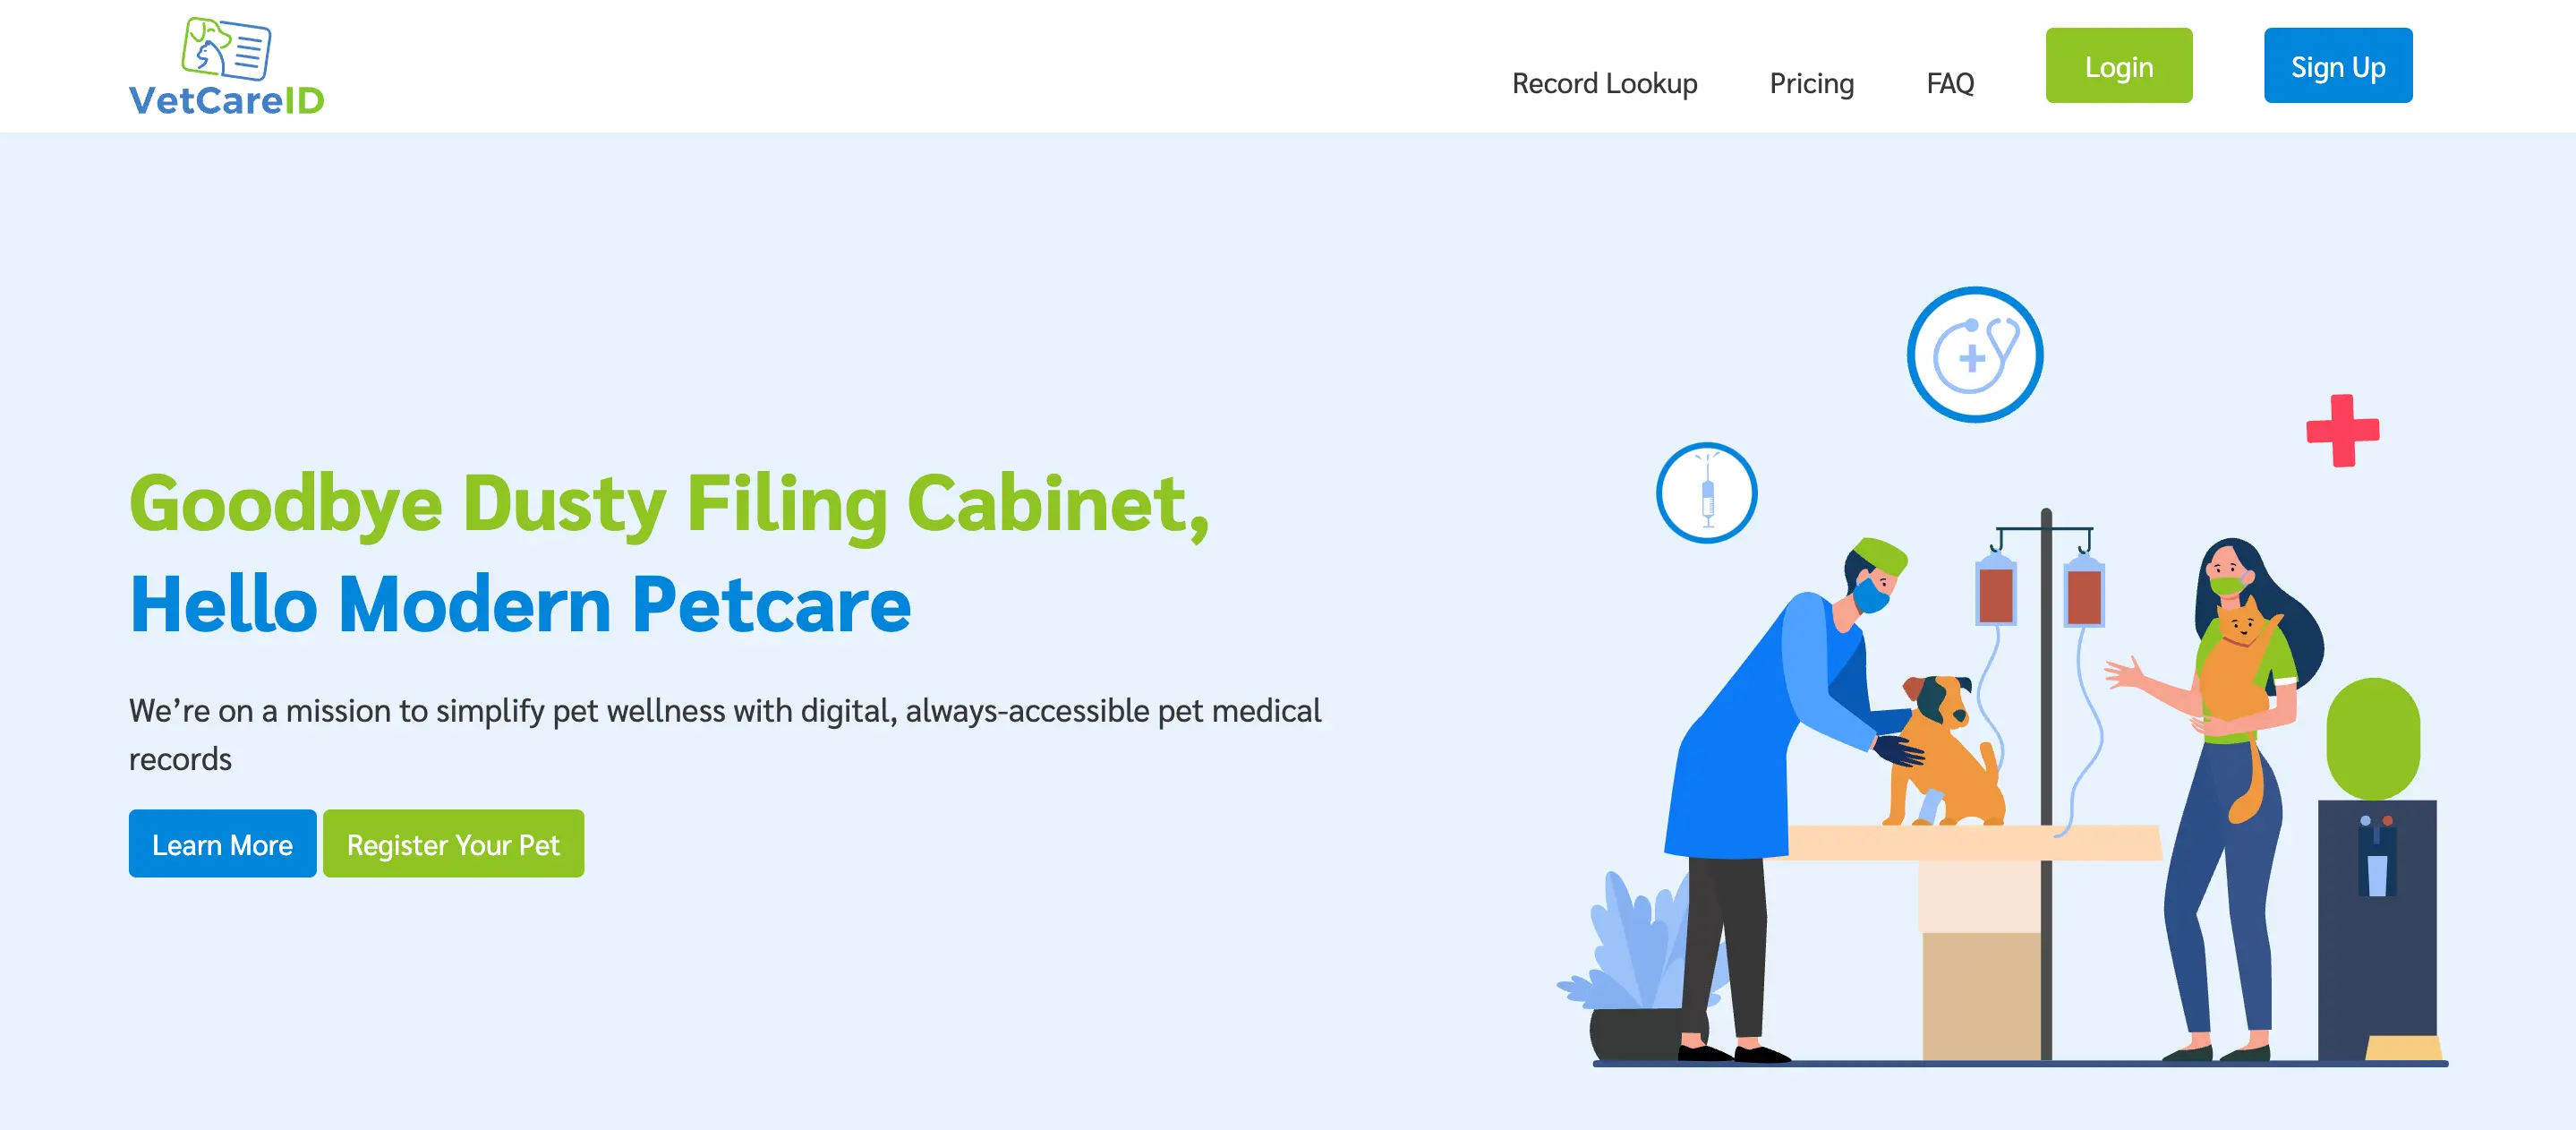 VetCareID
Record Lookup
Pricing
FAQ
Login
Sign Up
Goodbye Dusty Filing Cabinet,
Hello Modern Petcare
We’re on a mission to simplify pet wellness with digital, always-accessible pet medical
records
Learn More
Register Your Pet